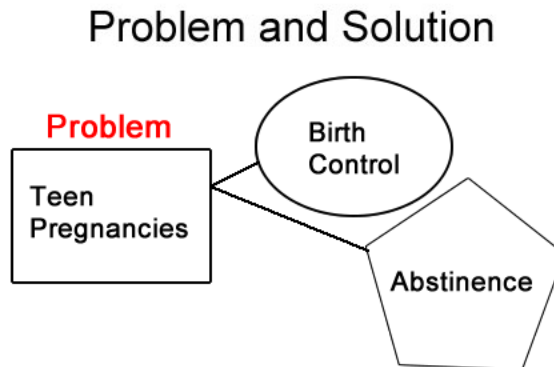 Problem and Solution
Problem
Teen
Pregnancies
Birth
Control
Abstinence